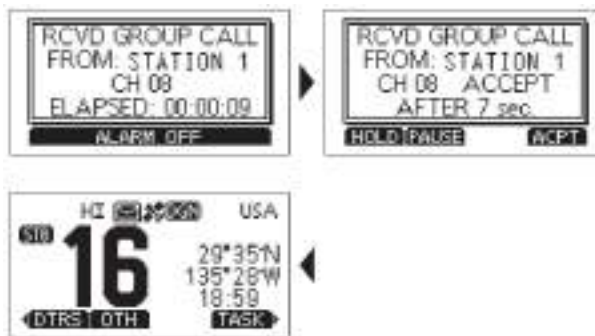 RCVD GROUP CALL
FROM: STATION 1
CH 08
ELAPSED: 00:00:09
ALARM OFF
RCVD GROUP CALL
FROM: STATION 1
CH 08 ACCEPT
AFTER 7 sec.
HOLD PAUSE ACPT
HI USA
STB
16
29°35'N
135°28'W
18:59
DTRS OTH TASK